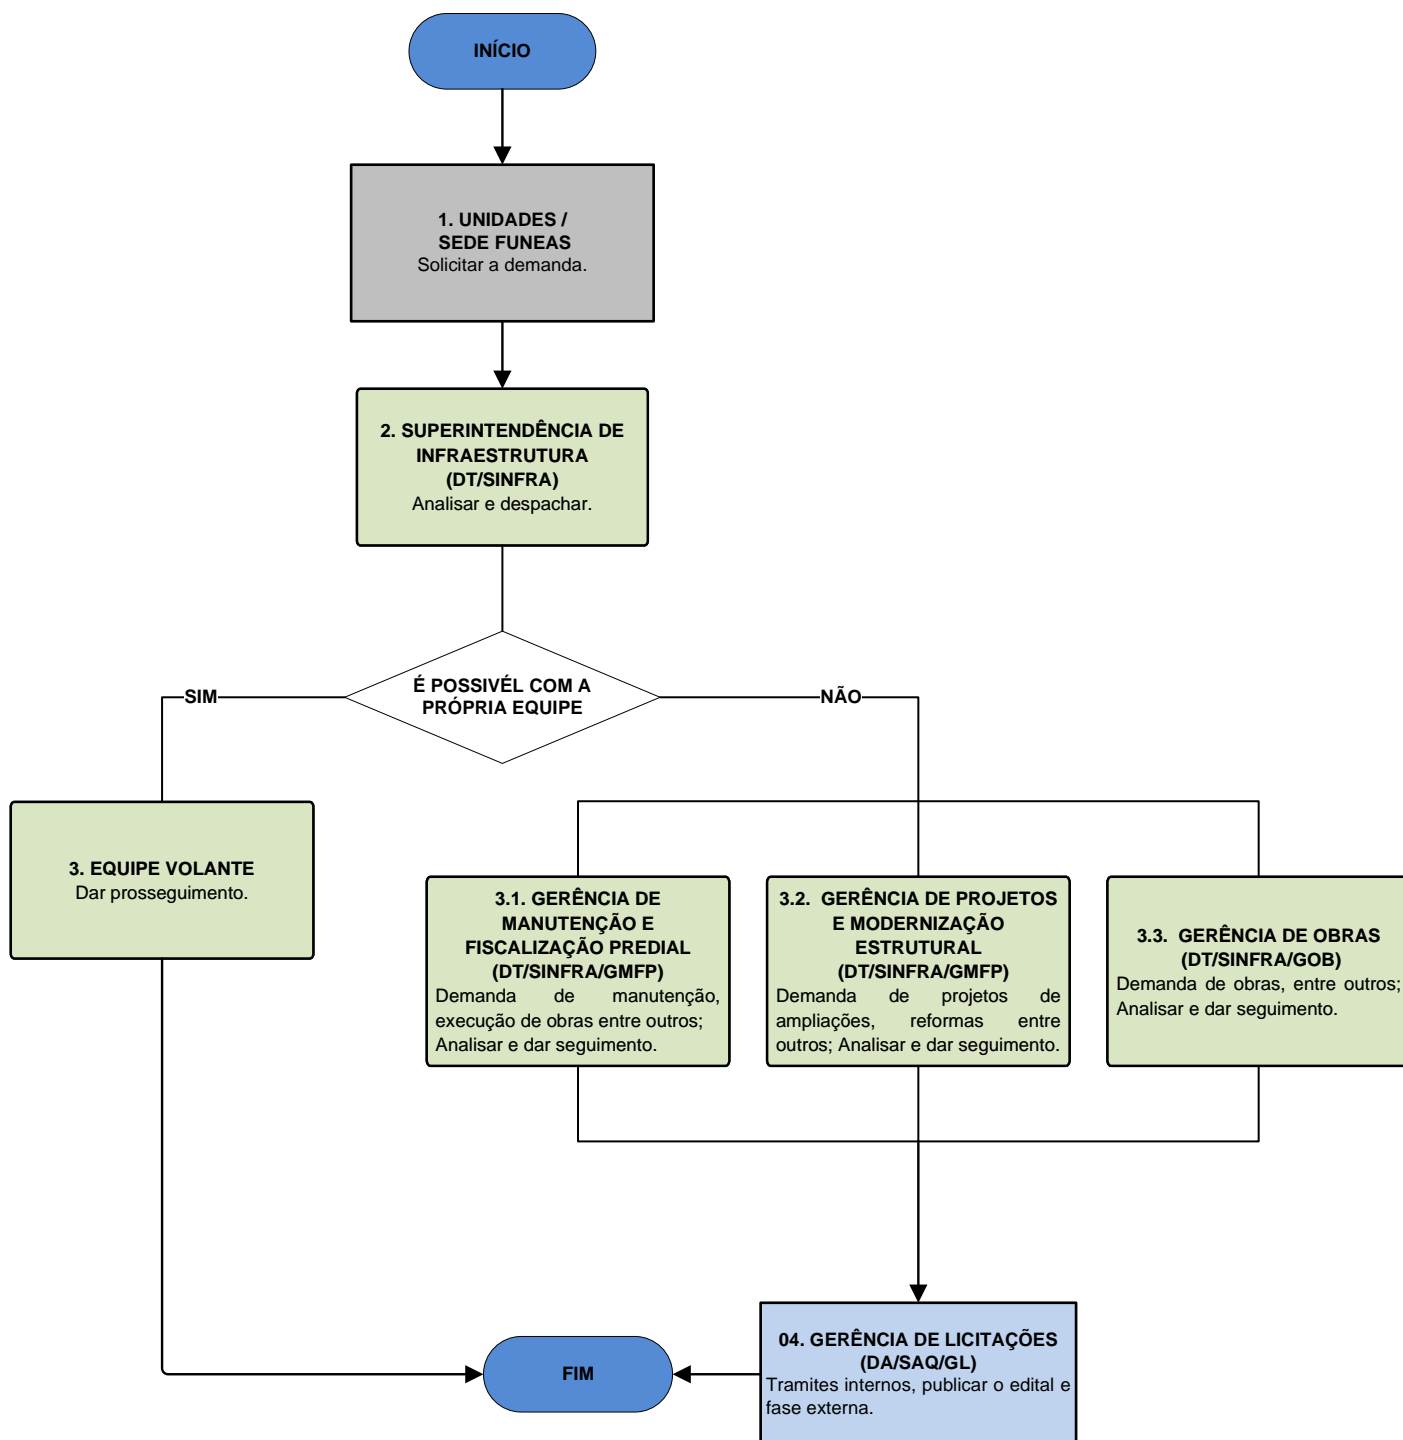 INÍCIO
1. UNIDADES /
SEDE FUNEAS
Solicitar a demanda.
2. SUPERINTENDÊNCIA DE
INFRAESTRUTURA
(DT/SINFRA)
Analisar e despachar.
É POSSIVÉL COM A
PRÓPRIA EQUIPE
SIM
NÃO
3. EQUIPE VOLANTE
Dar prosseguimento.
3.1. GERÊNCIA DE
MANUTENÇÃO E
FISCALIZAÇÃO PREDIAL
(DT/SINFRA/GMFP)
Demanda de manutenção,
execução de obras entre outros;
Analisar e dar seguimento.
3.2. GERÊNCIA DE PROJETOS
E MODERNIZAÇÃO
ESTRUTURAL
(DT/SINFRA/GMFP)
Demanda de projetos de
ampliações, reformas entre
outros; Analisar e dar seguimento.
3.3. GERÊNCIA DE OBRAS
(DT/SINFRA/GOB)
Demanda de obras, entre outros;
Analisar e dar seguimento.
04. GERÊNCIA DE LICITAÇÕES
(DA/SAQ/GL)
Tramites internos, publicar o edital e
fase externa.
FIM